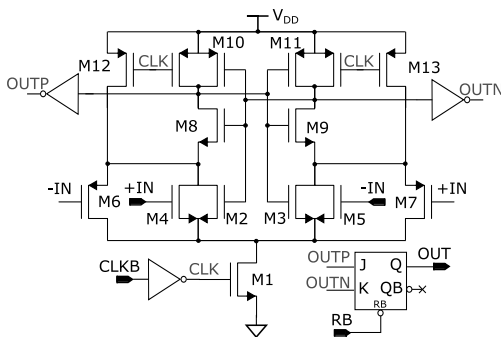 VDD
M12 CLK M10 M11 CLK M13
OUTP
OUTN
M8 M9
-IN +IN -IN +IN
M6 M4 M2 M3 M5 M7
CLKB CLK M1
OUTP J Q OUT
OUTN K QB
RB
RB